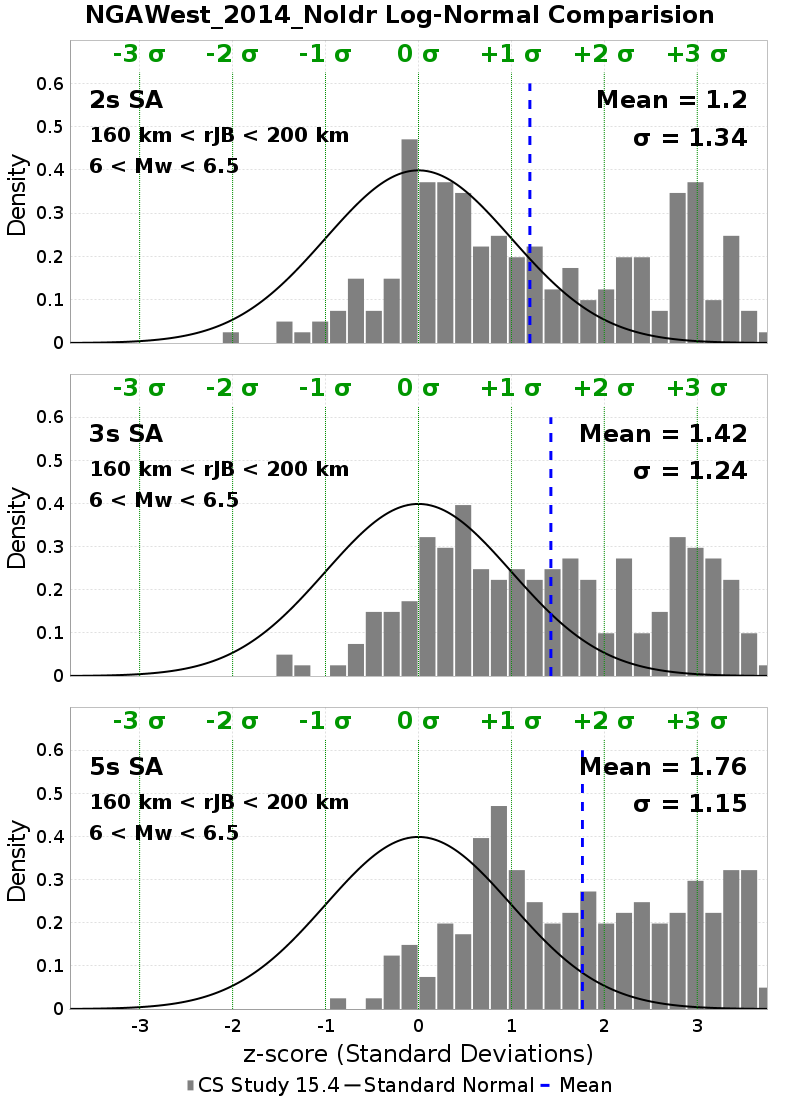 NGAWest_2014_NoIdr Log-Normal Comparision
-3 σ -2 σ -1 σ 0 σ +1 σ +2 σ +3 σ
0.6
2s SA Mean = 1.2
0.5
160 km < rJB < 200 km σ = 1.34
6 < Mw < 6.5
0.4
0.3
0.2
0.1
0
Density
-3 σ -2 σ -1 σ 0 σ +1 σ +2 σ +3 σ
0.6
3s SA Mean = 1.42
0.5
160 km < rJB < 200 km σ = 1.24
6 < Mw < 6.5
0.4
0.3
0.2
0.1
0
Density
-3 σ -2 σ -1 σ 0 σ +1 σ +2 σ +3 σ
0.6
5s SA Mean = 1.76
0.5
160 km < rJB < 200 km σ = 1.15
6 < Mw < 6.5
0.4
0.3
0.2
0.1
0
Density
-3 -2 -1 0 1 2 3
z-score (Standard Deviations)
CS Study 15.4 Standard Normal Mean